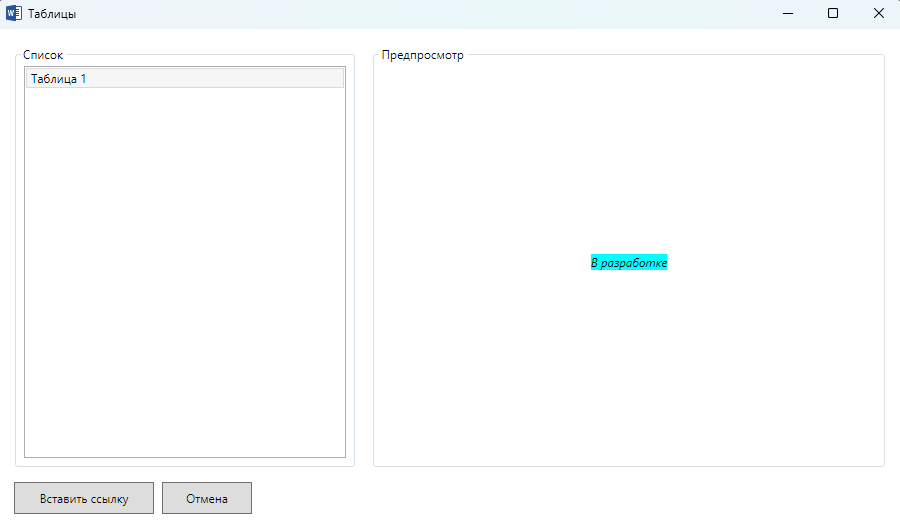 Таблицы
Список
Предпросмотр
Таблица 1
В разработке
Вставить ссылку
Отмена